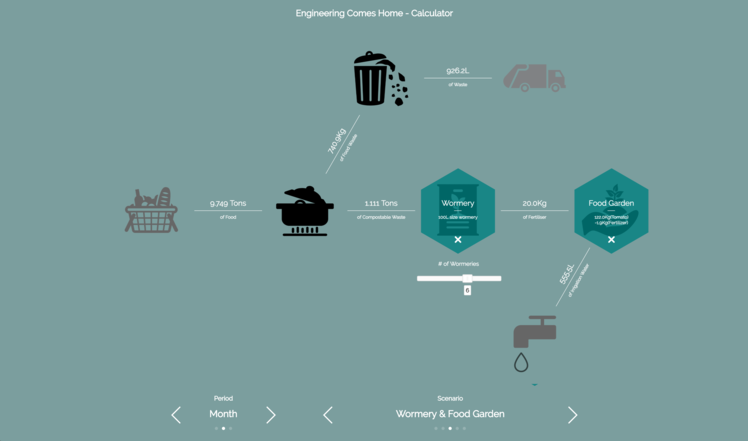 Engineering Comes Home - Calculator
926.2L
of Waste
740.9Kg
of Food Waste
9.749 Tons
of Food
1.111 Tons
of Compostable Waste
Wormery
100L size wormery
20.0Kg
of Fertiliser
Food Garden
# of Wormeries
6
555.5L
of Irrigation Water
Period
Month
Scenario
Wormery & Food Garden